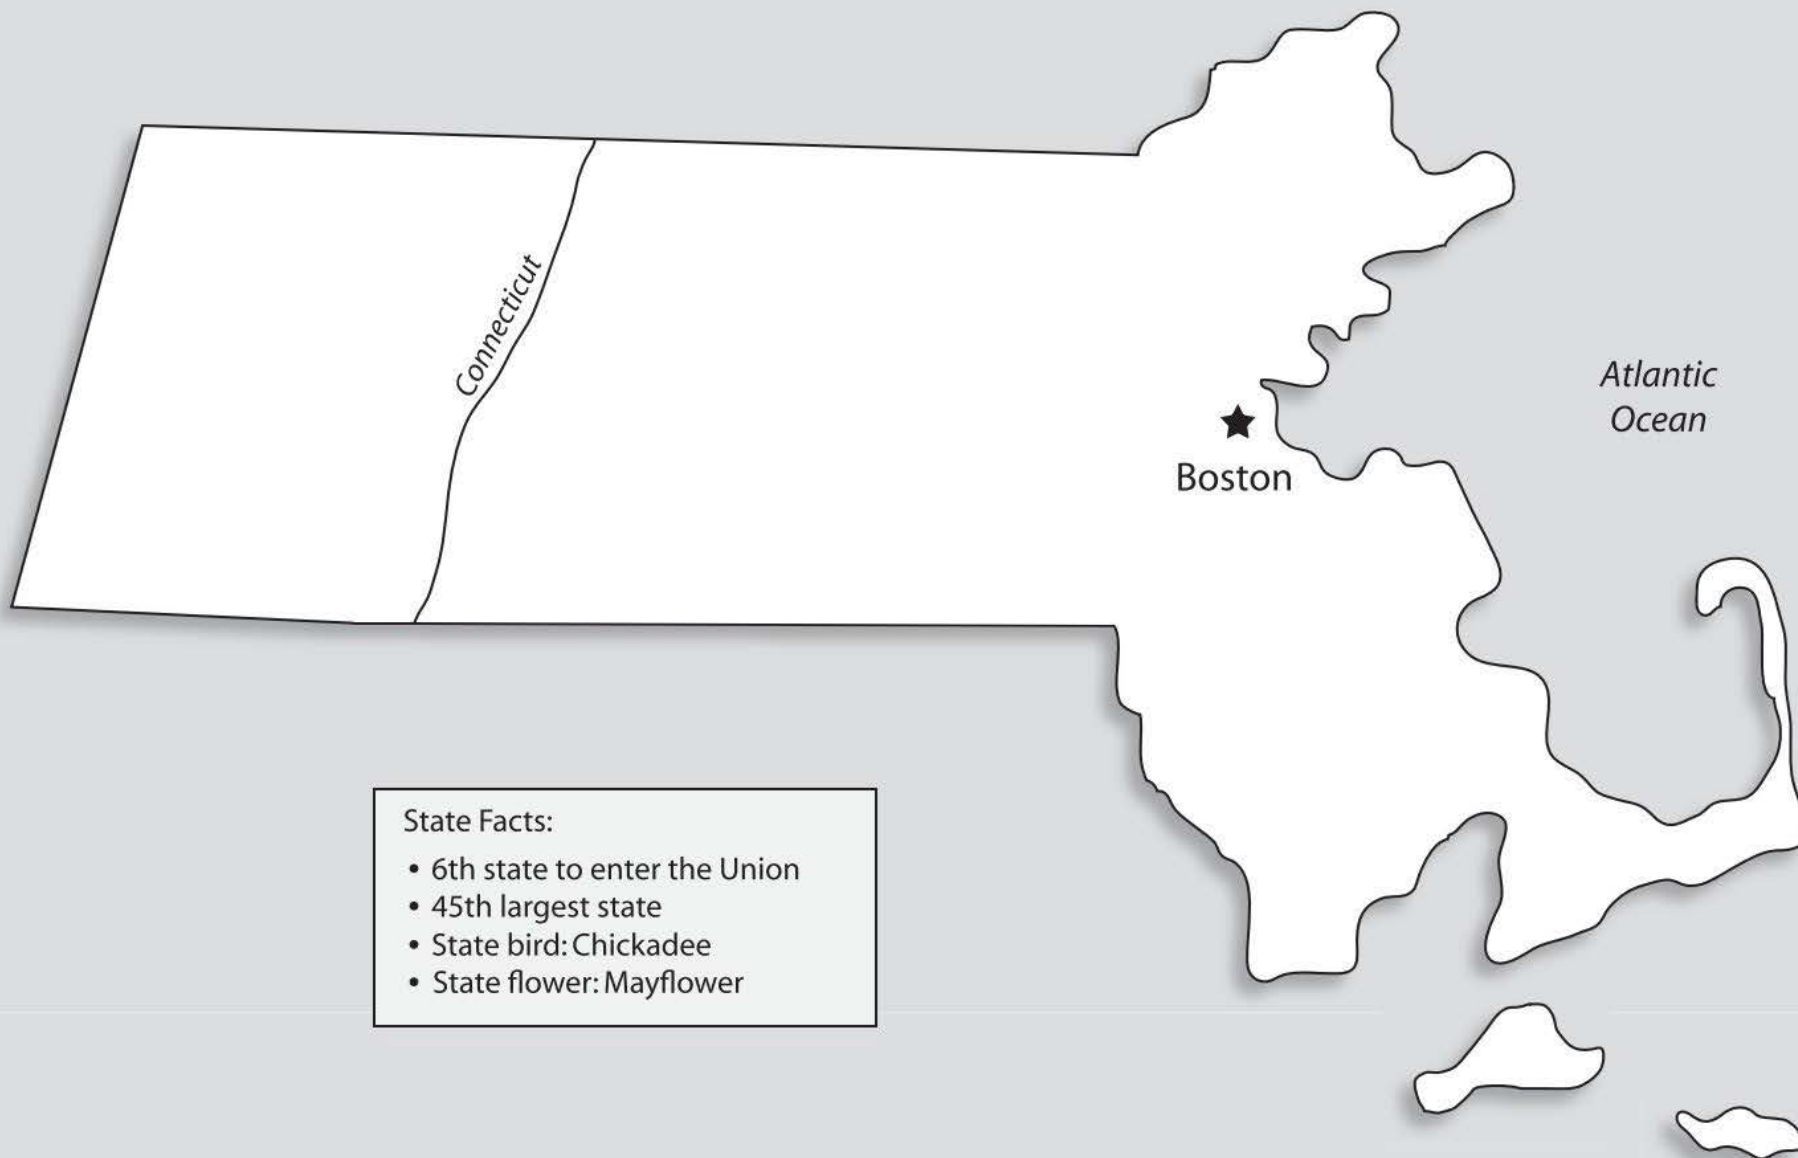 Connecticut
Atlantic
Ocean
Boston
State Facts:
• 6th state to enter the Union
• 45th largest state
• State bird: Chickadee
• State flower: Mayflower